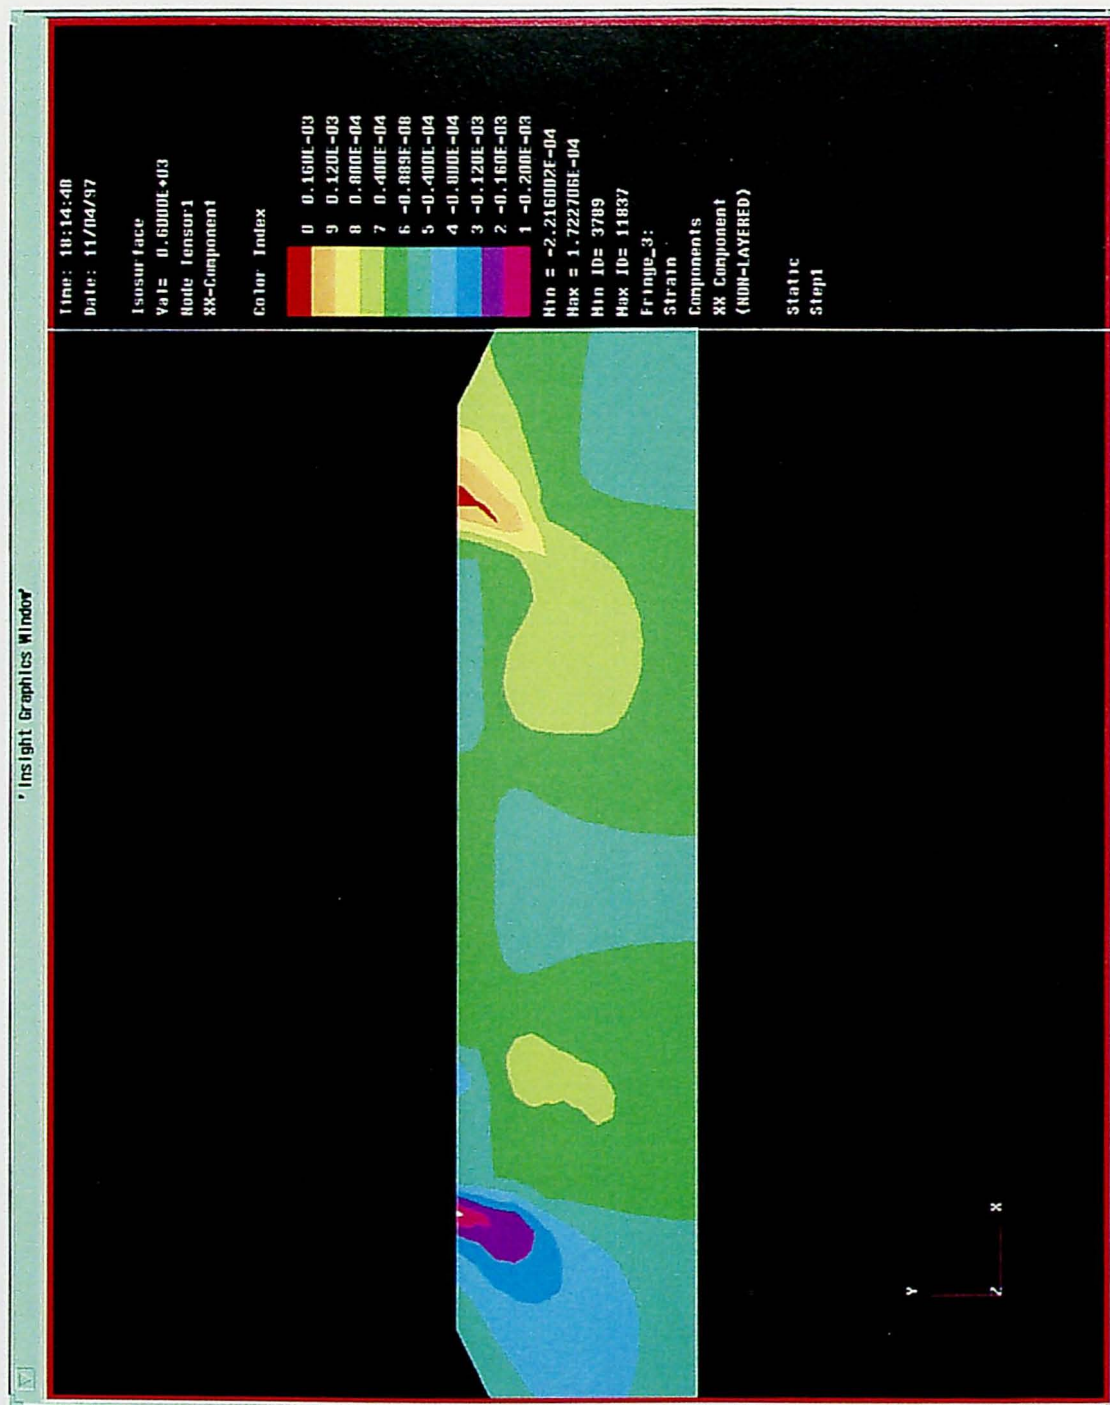 'Insight Graphics Window'
Time: 18:14:40
Date: 11/04/97
Isosurface
Val= 0.6000E+03
Node Tensor1
XX-Component
Color Index
0 0.160E-03
9 0.120E-03
8 0.800E-04
7 0.400E-04
6 -0.889E-08
5 -0.400E-04
4 -0.800E-04
3 -0.120E-03
2 -0.160E-03
1 -0.200E-03
Min = -2.216002E-04
Max = 1.722706E-04
Min ID= 3789
Max ID= 11837
Fringe_3:
Strain
Components
XX Component
(NON-LAYERED)
Static
Step1
Y
Z
X